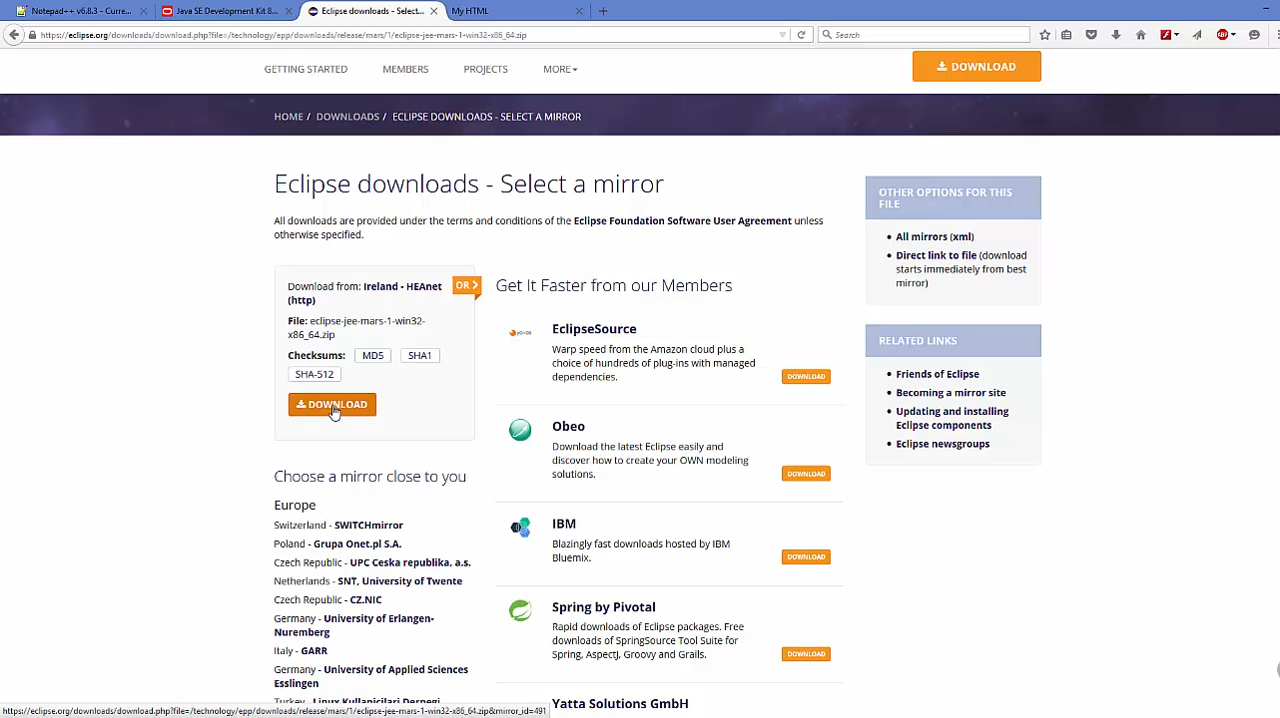 Notepad++ v6.8.3 - Curre...
Java SE Development Kit 8...
Eclipse downloads - Select...
My HTML
https://eclipse.org/downloads/download.php?file=/technology/epp/downloads/release/mars/1/eclipse-jee-mars-1-win32-x86_64.zip
Search
GETTING STARTED
MEMBERS
PROJECTS
MORE
DOWNLOAD
HOME / DOWNLOADS / ECLIPSE DOWNLOADS - SELECT A MIRROR
Eclipse downloads - Select a mirror
All downloads are provided under the terms and conditions of the Eclipse Foundation Software User Agreement unless
otherwise specified.
Download from: Ireland - HEAnet
(http)
File: eclipse-jee-mars-1-win32-
x86_64.zip
Checksums: MD5 SHA1
SHA-512
DOWNLOAD
OR
Choose a mirror close to you
Europe
Switzerland - SWITCHmirror
Poland - Grupa Onet.pl S.A.
Czech Republic - UPC Ceska republika, a.s.
Netherlands - SNT, University of Twente
Czech Republic - CZ.NIC
Germany - University of Erlangen-
Nuremberg
Italy - GARR
Germany - University of Applied Sciences
Esslingen
Turkey - Linux Kullanicilari Dernegi
Get It Faster from our Members
EclipseSource
Warp speed from the Amazon cloud plus a
choice of hundreds of plug-ins with managed
dependencies.
DOWNLOAD
Obeo
Download the latest Eclipse easily and
discover how to create your OWN modeling
solutions.
DOWNLOAD
IBM
Blazingly fast downloads hosted by IBM
Bluemix.
DOWNLOAD
Spring by Pivotal
Rapid downloads of Eclipse packages. Free
downloads of SpringSource Tool Suite for
Spring, AspectJ, Groovy and Grails.
DOWNLOAD
Yatta Solutions GmbH
OTHER OPTIONS FOR THIS
FILE
All mirrors (xml)
Direct link to file (download
starts immediately from best
mirror)
RELATED LINKS
Friends of Eclipse
Becoming a mirror site
Updating and installing
Eclipse components
Eclipse newsgroups
https://eclipse.org/downloads/download.php?file=/technology/epp/downloads/release/mars/1/eclipse-jee-mars-1-win32-x86_64.zip&mirror_id=491